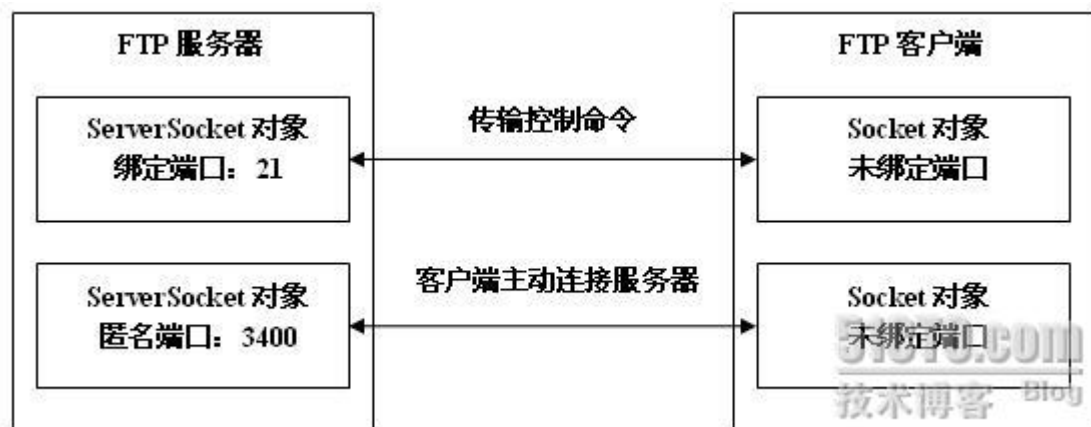 FTP 服务器
ServerSocket 对象
绑定端口：21
ServerSocket 对象
匿名端口：3400
传输控制命令
客户端主动连接服务器
FTP 客户端
Socket 对象
未绑定端口
Socket 对象
未绑定端口
51CTO.com
技术博客 Blog